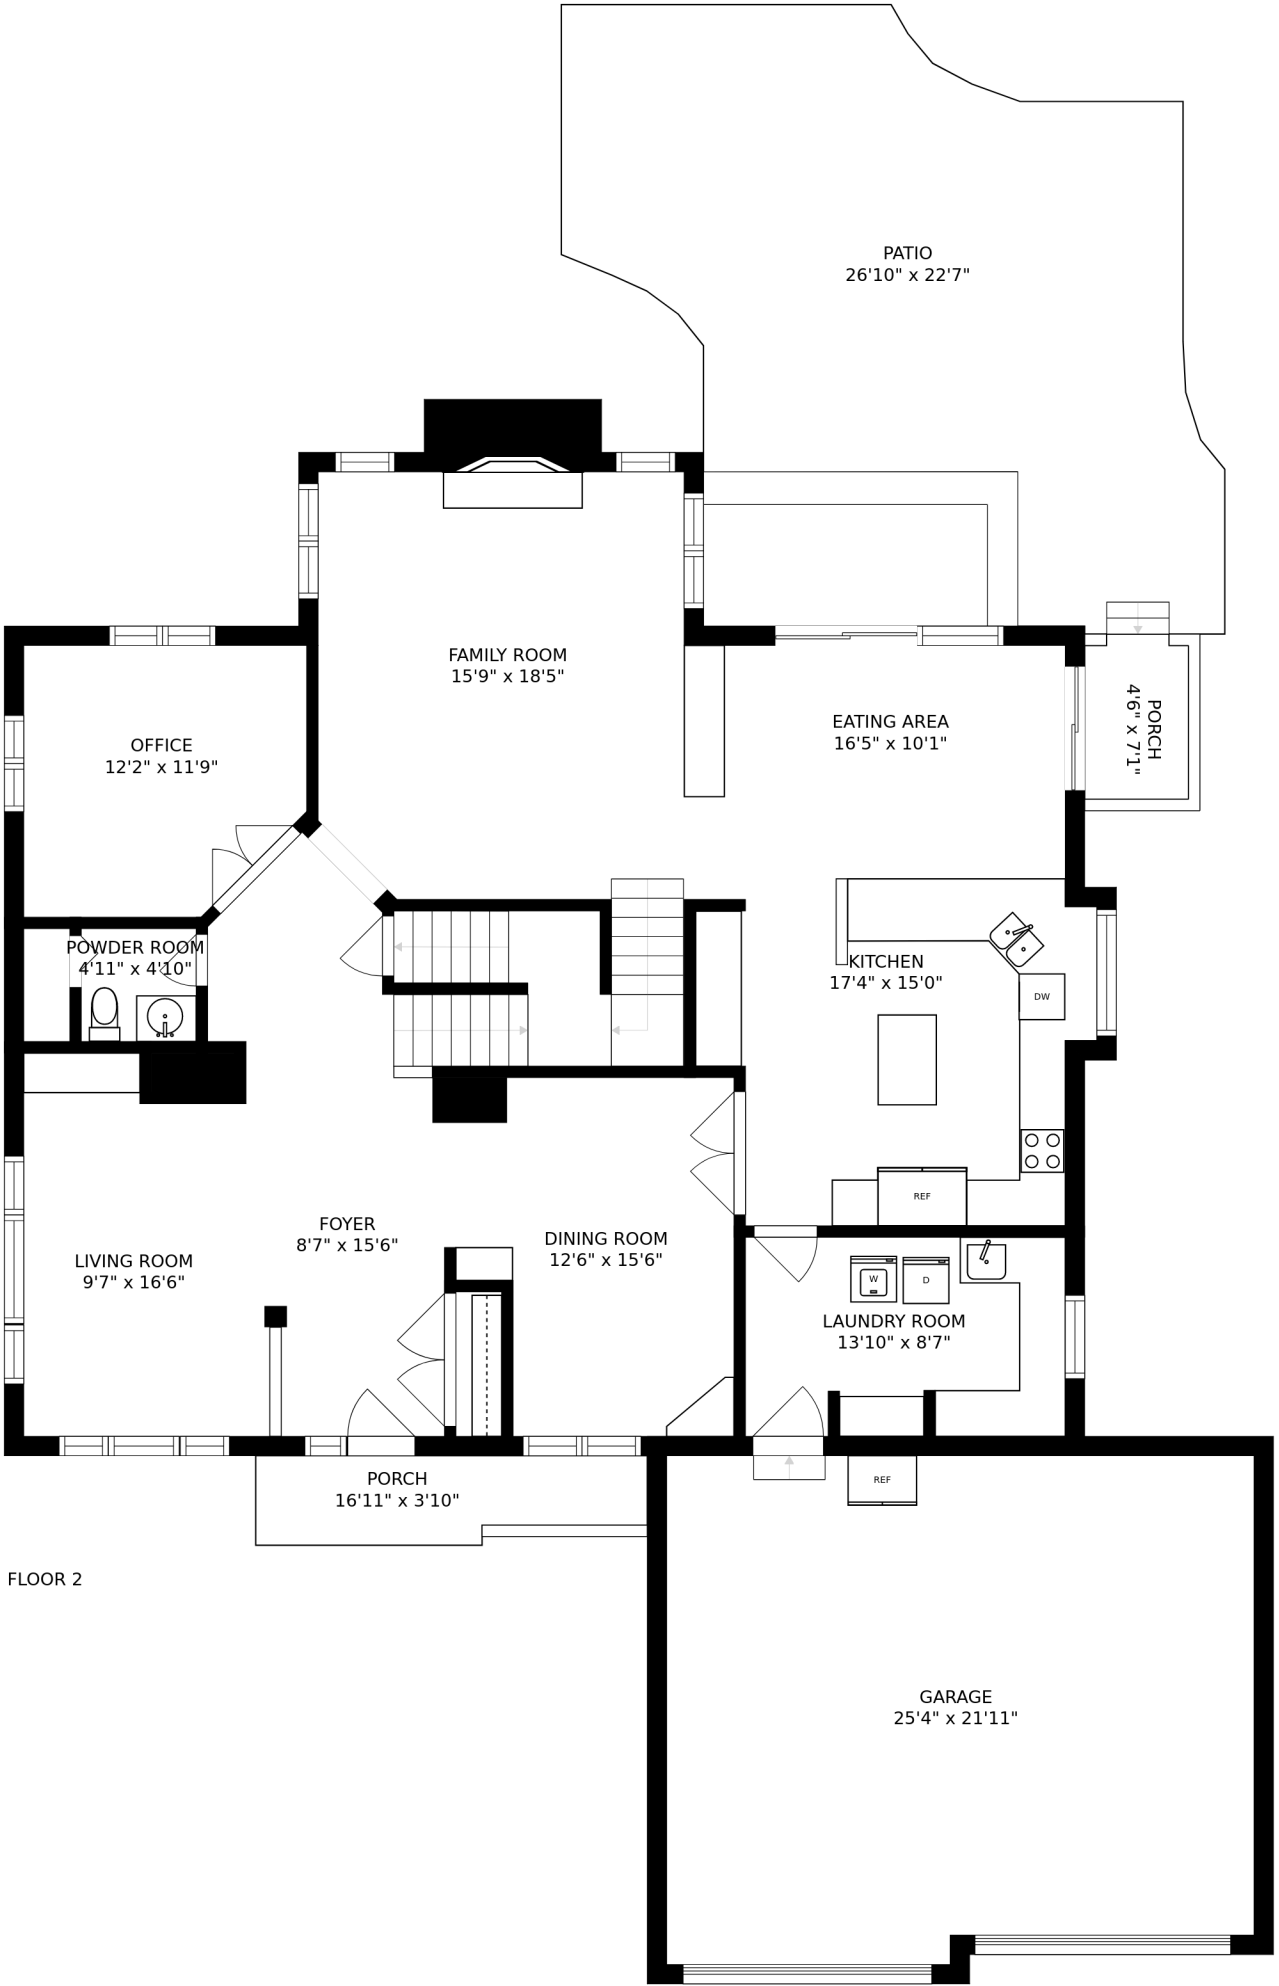 PATIO
26'10" x 22'7"
FAMILY ROOM
15'9" x 18'5"
EATING AREA
16'5" x 10'1"
PORCH
4'6" x 7'1"
OFFICE
12'2" x 11'9"
POWDER ROOM
4'11" x 4'10"
KITCHEN
17'4" x 15'0"
DW
REF
FOYER
8'7" x 15'6"
DINING ROOM
12'6" x 15'6"
LIVING ROOM
9'7" x 16'6"
W
D
LAUNDRY ROOM
13'10" x 8'7"
PORCH
16'11" x 3'10"
REF
FLOOR 2
GARAGE
25'4" x 21'11"